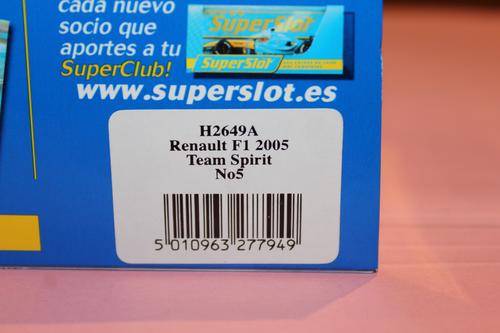 cada nuevo
socio que
aportes a tu
SuperClub!
SuperSlot
SuperSlot
www.superslot.es
H2649A
Renault F1 2005
Team Spirit
No5
5 010963 277949